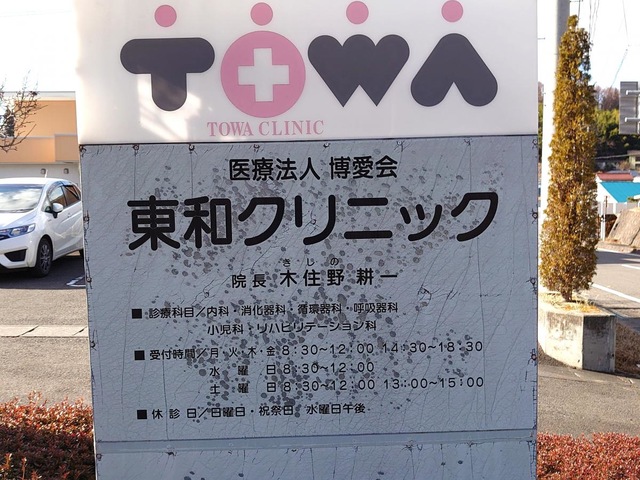 TOWA
TOWA CLINIC
医療法人 博愛会
東和クリニック
きしの
院長 木住野 耕一
■ 診療科目／内科・消化器科・循環器科・呼吸器科
小児科・リハビリテーション科
■ 受付時間／月・火・木・金 8:30~12:00 14:30~18:30
水 曜 日 8:30~12:00
土 曜 日 8:30~12:00 13:00~15:00
■ 休 診 日／日曜日・祝祭日 水曜日午後